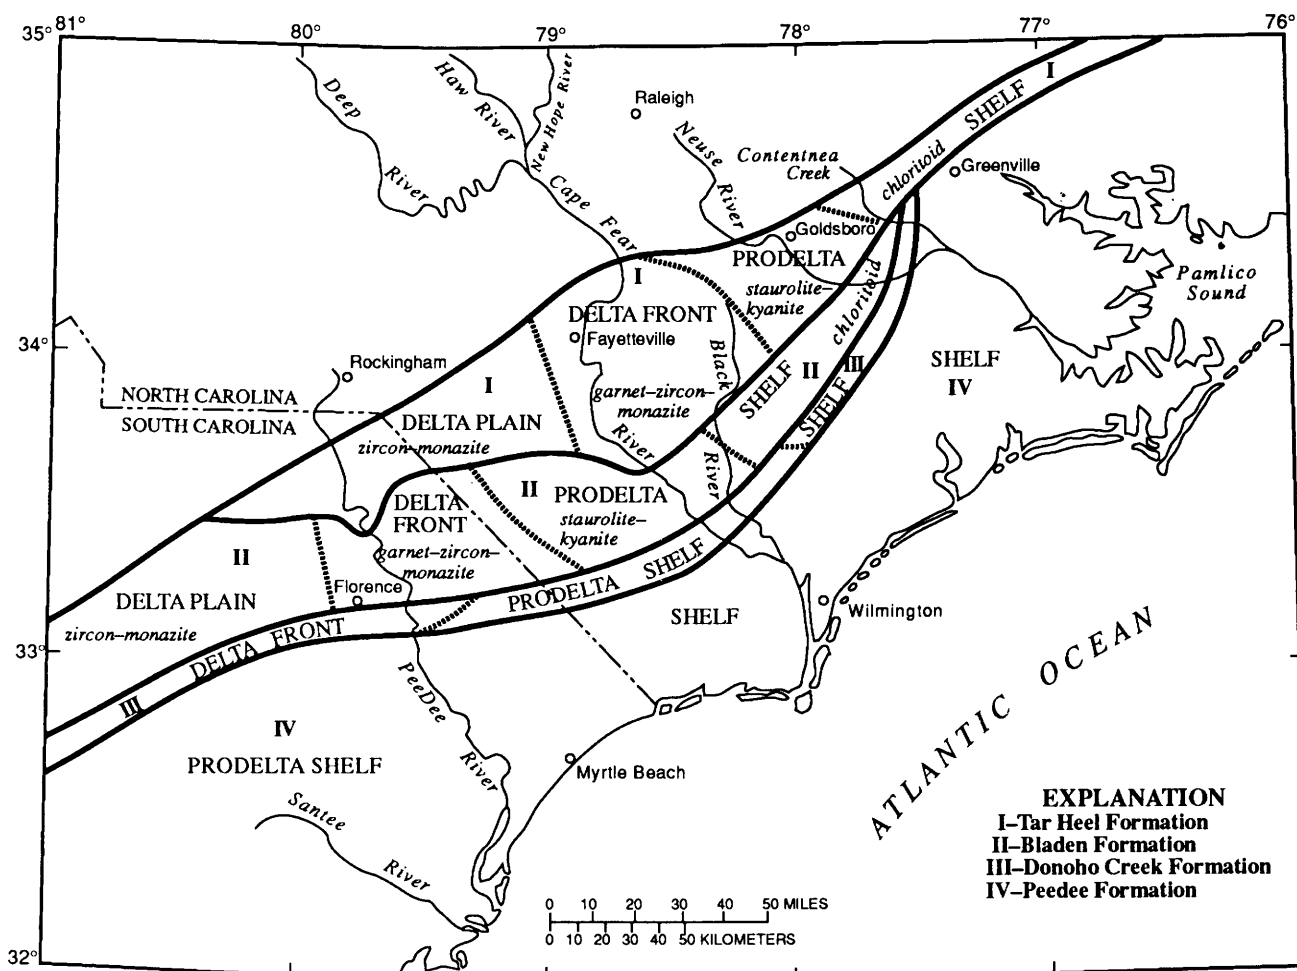 35° 81° 80° 79° 78° 77° 76°
Deep
River
Haw
River
New Hope River
Raleigh
Neuse
River
Contentnea
Creek
chloritoid
SHELF
I
Greenville
Cape
Fear
River
Goldsboro
PRODELTA
staurolite–
kyanite
chloritoid
Pamlico
Sound
I
DELTA FRONT
Fayetteville
garnet–zircon–
monazite
Black
River
34°
Rockingham
NORTH CAROLINA
SOUTH CAROLINA
I
DELTA PLAIN
zircon–monazite
SHELF
II
III
SHELF
SHELF
IV
II
PRODELTA
staurolite–
kyanite
DELTA
FRONT
garnet–zircon–
monazite
II
DELTA PLAIN
zircon–monazite
Florence
PRODELTA SHELF
SHELF
Wilmington
33°
III
DELTA FRONT
PeeDee
River
IV
PRODELTA SHELF
Myrtle Beach
Santee
River
ATLANTIC OCEAN
EXPLANATION
I–Tar Heel Formation
II–Bladen Formation
III–Donoho Creek Formation
IV–Peedee Formation
0 10 20 30 40 50 MILES
0 10 20 30 40 50 KILOMETERS
32°